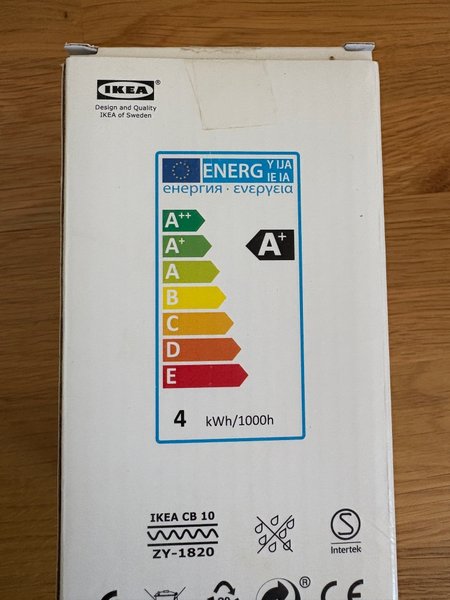 IKEA®
Design and Quality
IKEA of Sweden
ENERG Y IJA
IE IA
енергия · ενεργεια
A++
A+
A+
A
B
C
D
E
4 kWh/1000h
IKEA CB 10
ZY-1820
S
Intertek
®
CE